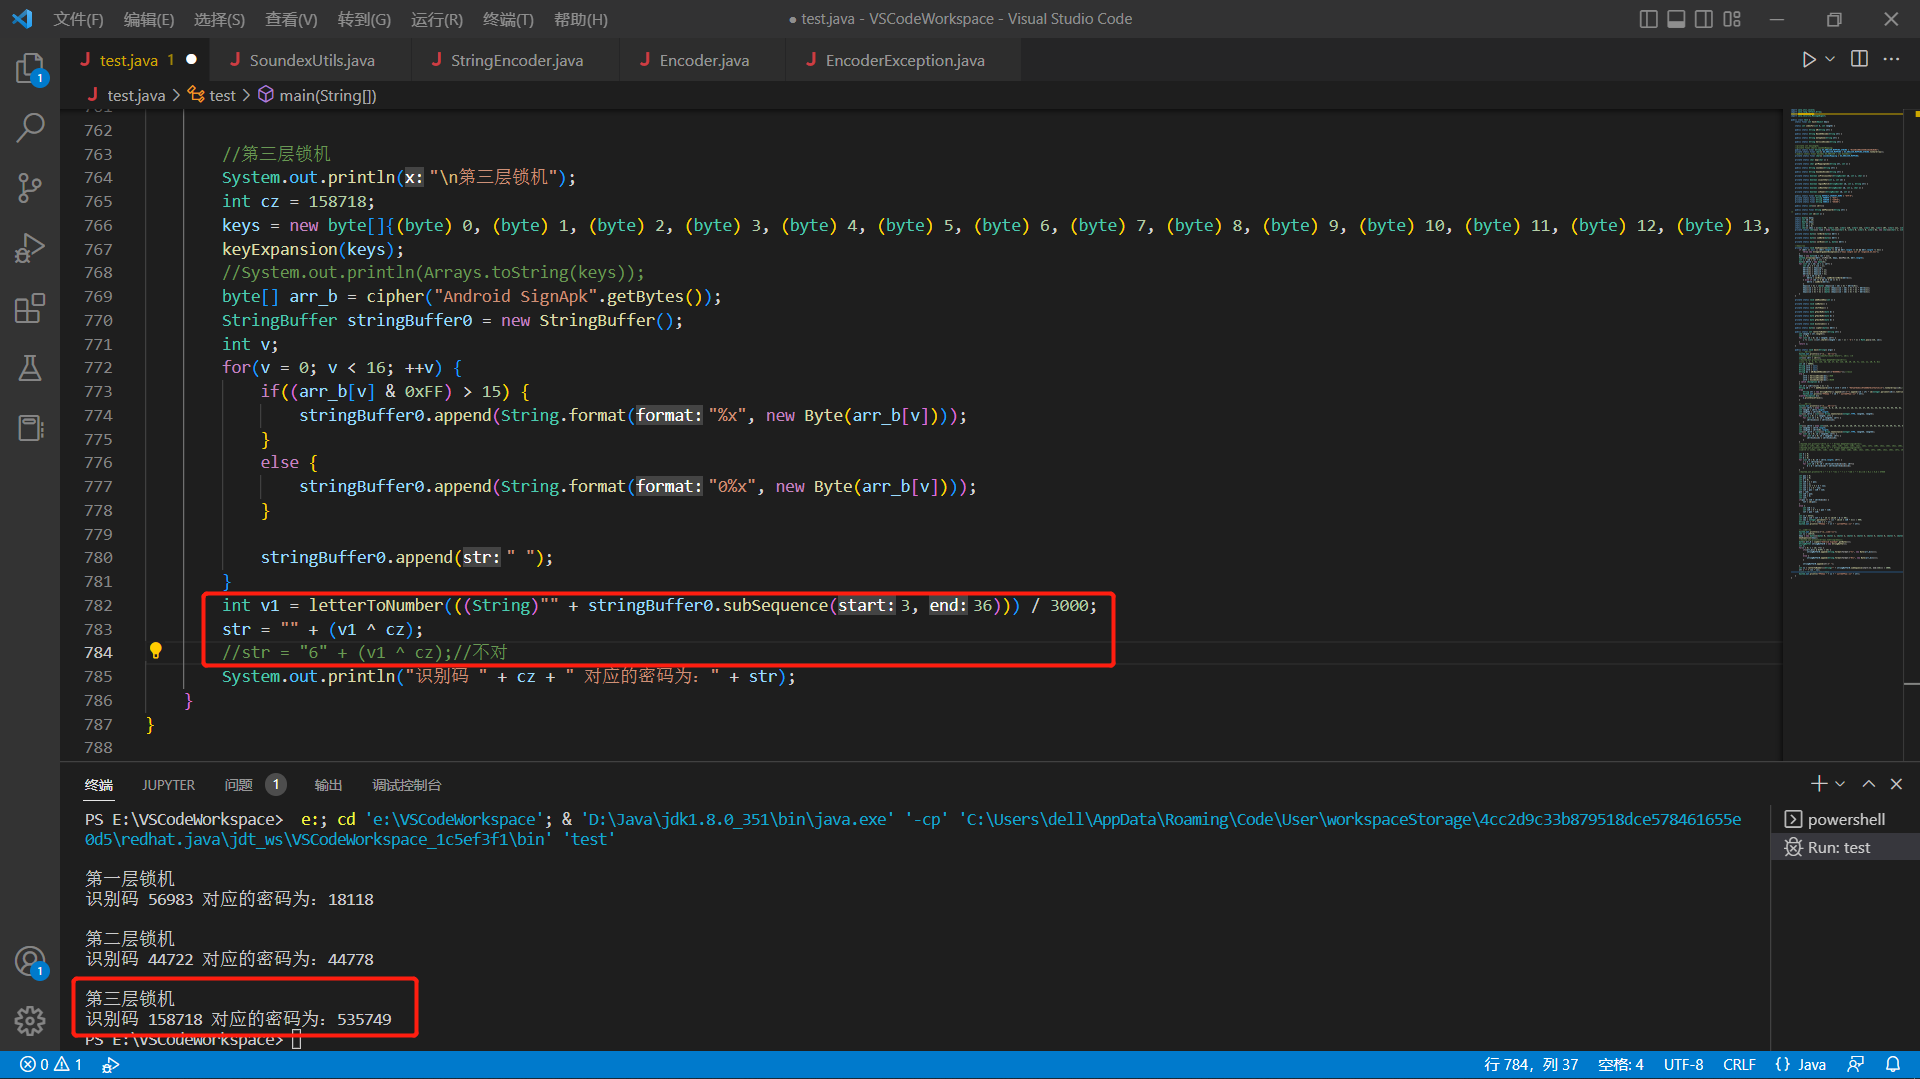 文件(F) 编辑(E) 选择(S) 查看(V) 转到(G) 运行(R) 终端(T) 帮助(H)
● test.java - VSCodeWorkspace - Visual Studio Code
J test.java 1 ●
J SoundexUtils.java
J StringEncoder.java
J Encoder.java
J EncoderException.java
J test.java > test > main(String[])
762
763 //第三层锁机
764 System.out.println(x: "\n第三层锁机");
765 int cz = 158718;
766 keys = new byte[]{(byte) 0, (byte) 1, (byte) 2, (byte) 3, (byte) 4, (byte) 5, (byte) 6, (byte) 7, (byte) 8, (byte) 9, (byte) 10, (byte) 11, (byte) 12, (byte) 13,
767 keyExpansion(keys);
768 //System.out.println(Arrays.toString(keys));
769 byte[] arr_b = cipher("Android SignApk".getBytes());
770 StringBuffer stringBuffer0 = new StringBuffer();
771 int v;
772 for(v = 0; v < 16; ++v) {
773 if((arr_b[v] & 0xFF) > 15) {
774 stringBuffer0.append(String.format(format: "%x", new Byte(arr_b[v])));
775 }
776 else {
777 stringBuffer0.append(String.format(format: "0%x", new Byte(arr_b[v])));
778 }
779
780 stringBuffer0.append(str: " ");
781 }
782 int v1 = letterToNumber(((String)"" + stringBuffer0.subSequence(start: 3, end: 36))) / 3000;
783 str = "" + (v1 ^ cz);
784 //str = "6" + (v1 ^ cz);//不对
785 System.out.println("识别码 " + cz + " 对应的密码为: " + str);
786 }
787 }
788
终端 JUPYTER 问题 1 输出 调试控制台
PS E:\VSCodeWorkspace> e:; cd 'e:\VSCodeWorkspace'; & 'D:\Java\jdk1.8.0_351\bin\java.exe' '-cp' 'C:\Users\dell\AppData\Roaming\Code\User\workspaceStorage\4cc2d9c33b879518dce578461655e
0d5\redhat.java\jdt_ws\VSCodeWorkspace_1c5ef3f1\bin' 'test'
第一层锁机
识别码 56983 对应的密码为: 18118
第二层锁机
识别码 44722 对应的密码为: 44778
第三层锁机
识别码 158718 对应的密码为: 535749
PS E:\VSCodeWorkspace>
powershell
Run: test
1
1
0 1
行 784, 列 37 空格: 4 UTF-8 CRLF {} Java